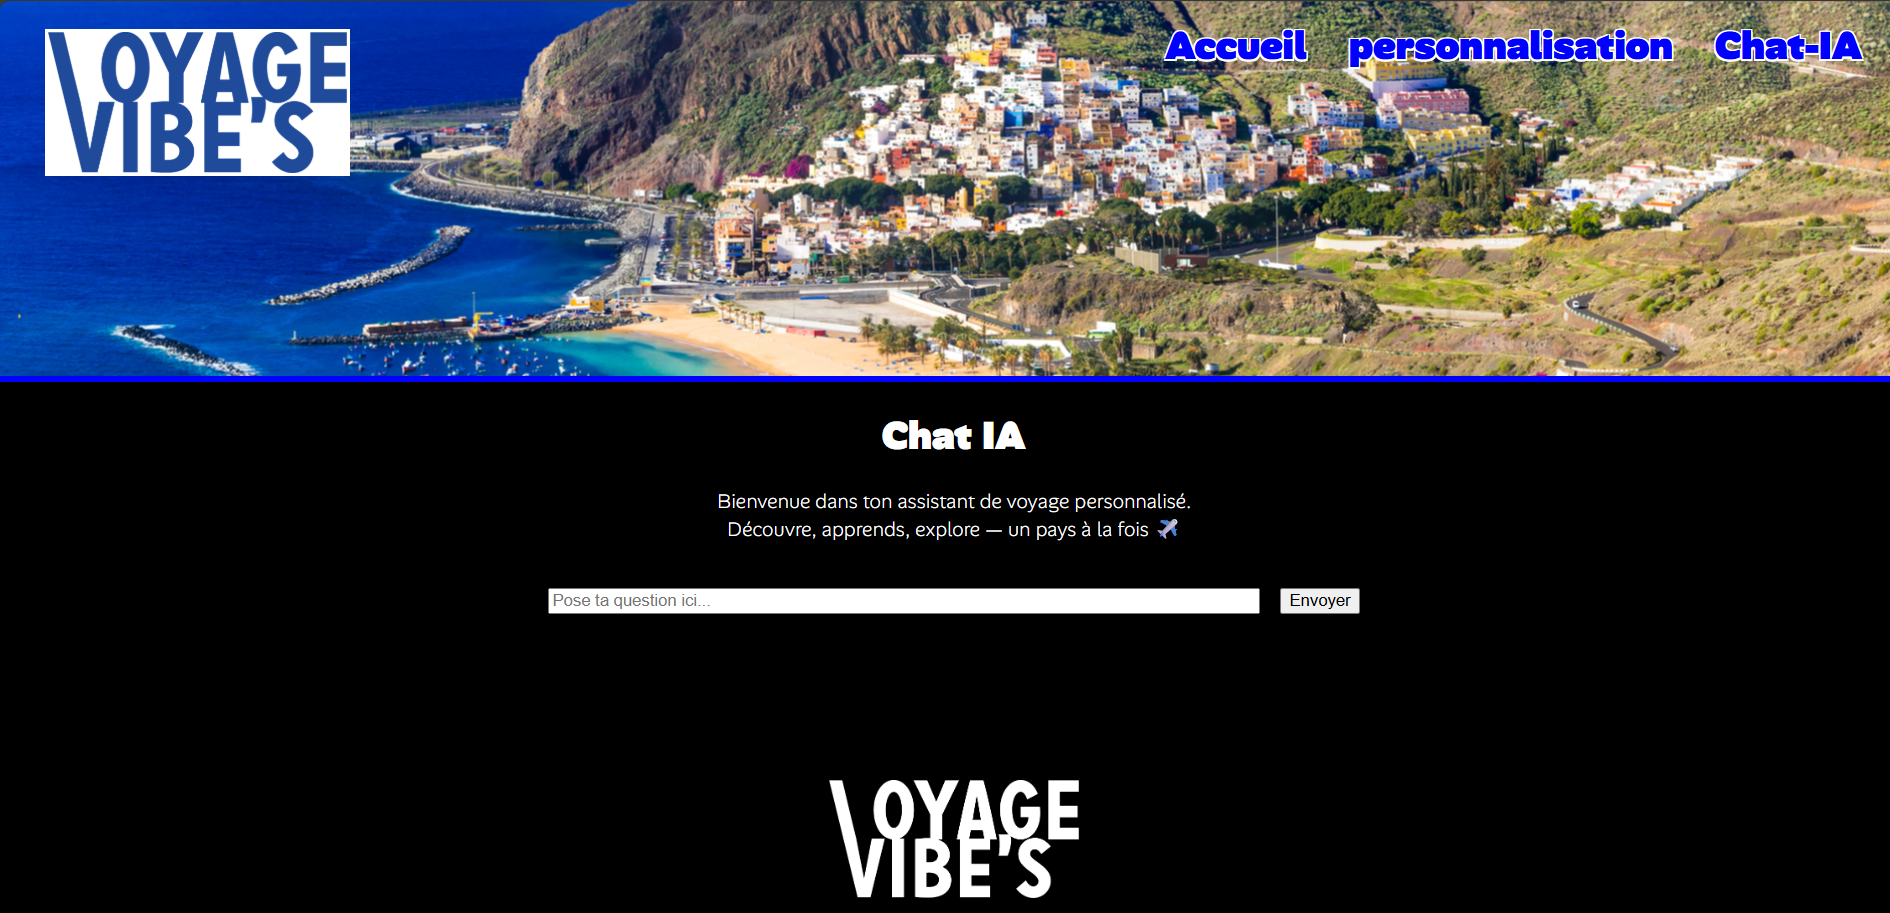 VOYAGE
VIBE'S
Accueil personnalisation Chat-IA
Chat IA
Bienvenue dans ton assistant de voyage personnalisé.
Découvre, apprends, explore — un pays à la fois ✈️
Pose ta question ici... Envoyer
VOYAGE
VIBE'S